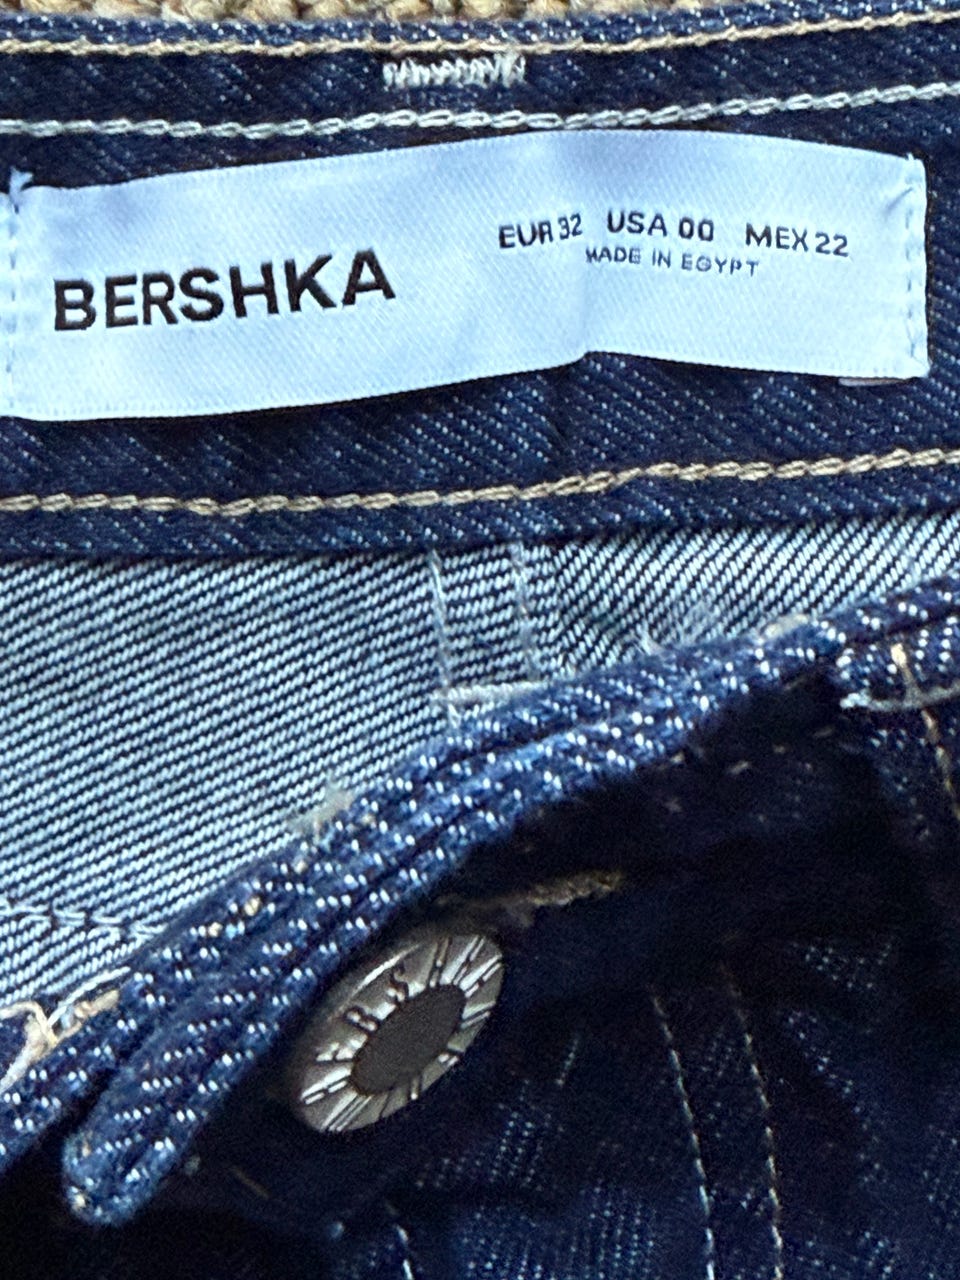 BERSHKA
EUR 32 USA 00 MEX 22
MADE IN EGYPT